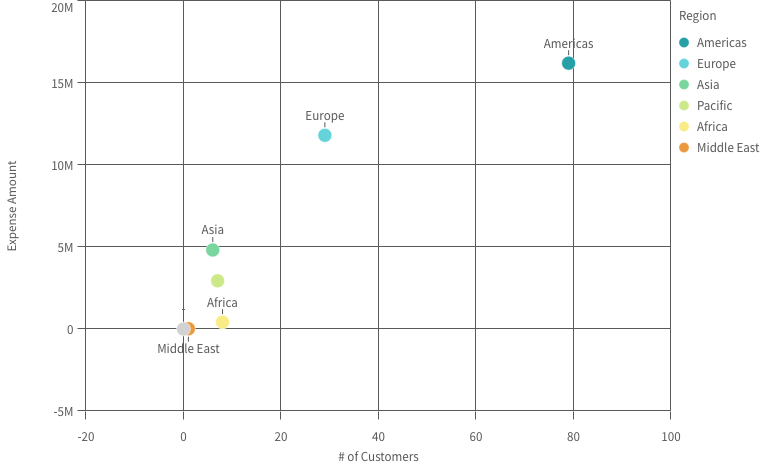 20M
15M
10M
5M
0
-5M
Expense Amount
-20
0
20
40
60
80
100
# of Customers
Americas
Europe
Asia
Africa
-
Middle East
Region
Americas
Europe
Asia
Pacific
Africa
Middle East